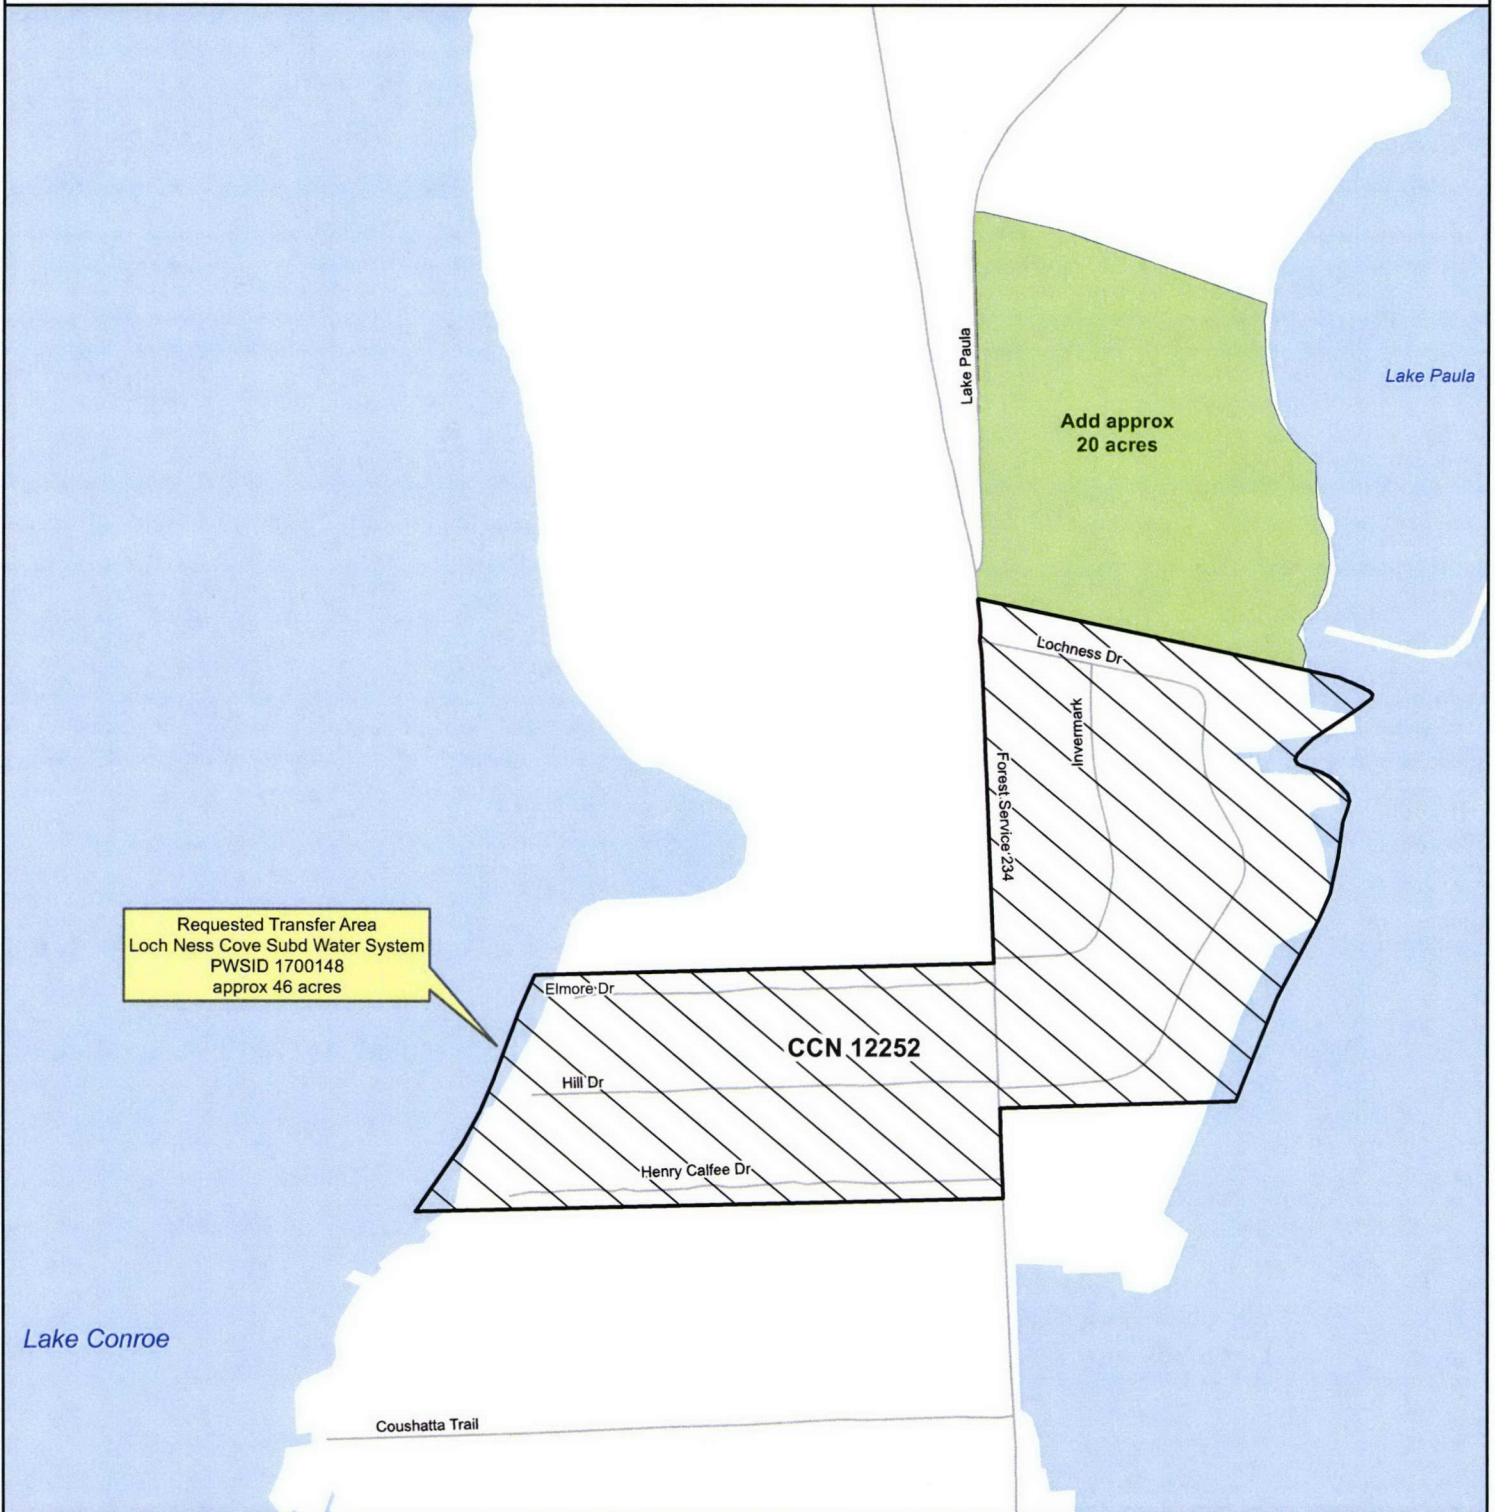 Lake Paula
Lake Paula
Add approx
20 acres
Lochness Dr
Invermark
Forest Service 234
Requested Transfer Area
Loch Ness Cove Subd Water System
PWSID 1700148
approx 46 acres
Elmore Dr
CCN 12252
Hill Dr
Henry Calfee Dr
Lake Conroe
Coushatta Trail